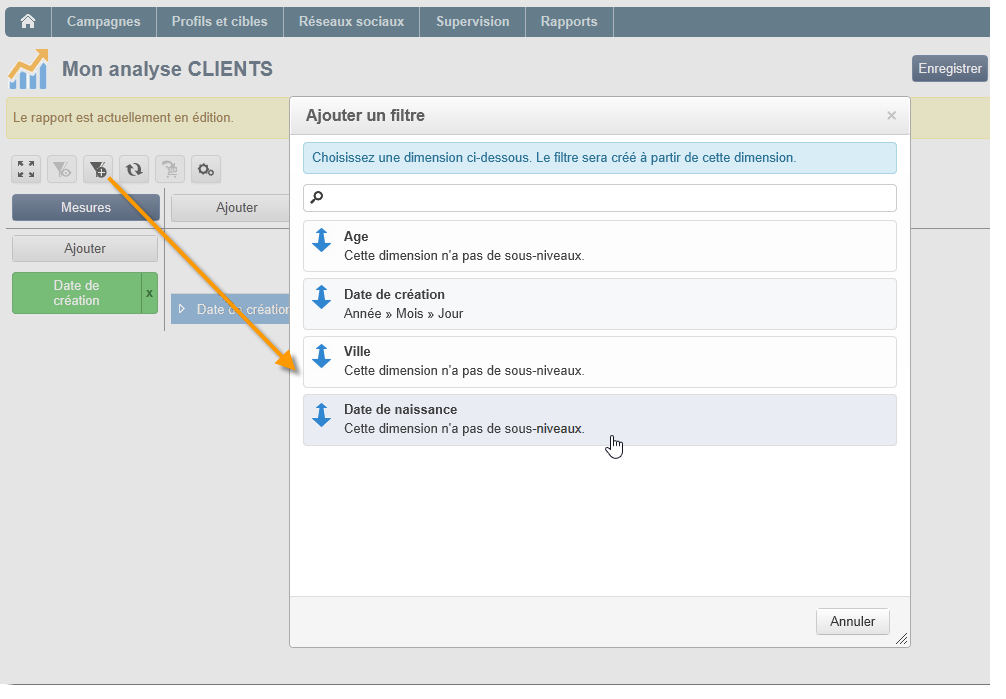 Campagnes
Profils et cibles
Réseaux sociaux
Supervision
Rapports
Mon analyse CLIENTS
Enregistrer
Le rapport est actuellement en édition.
Mesures
Ajouter
Ajouter
Date de
création
x
Date de création
Ajouter un filtre
×
Choisissez une dimension ci-dessous. Le filtre sera créé à partir de cette dimension.
Age
Cette dimension n'a pas de sous-niveaux.
Date de création
Année » Mois » Jour
Ville
Cette dimension n'a pas de sous-niveaux.
Date de naissance
Cette dimension n'a pas de sous-niveaux.
Annuler